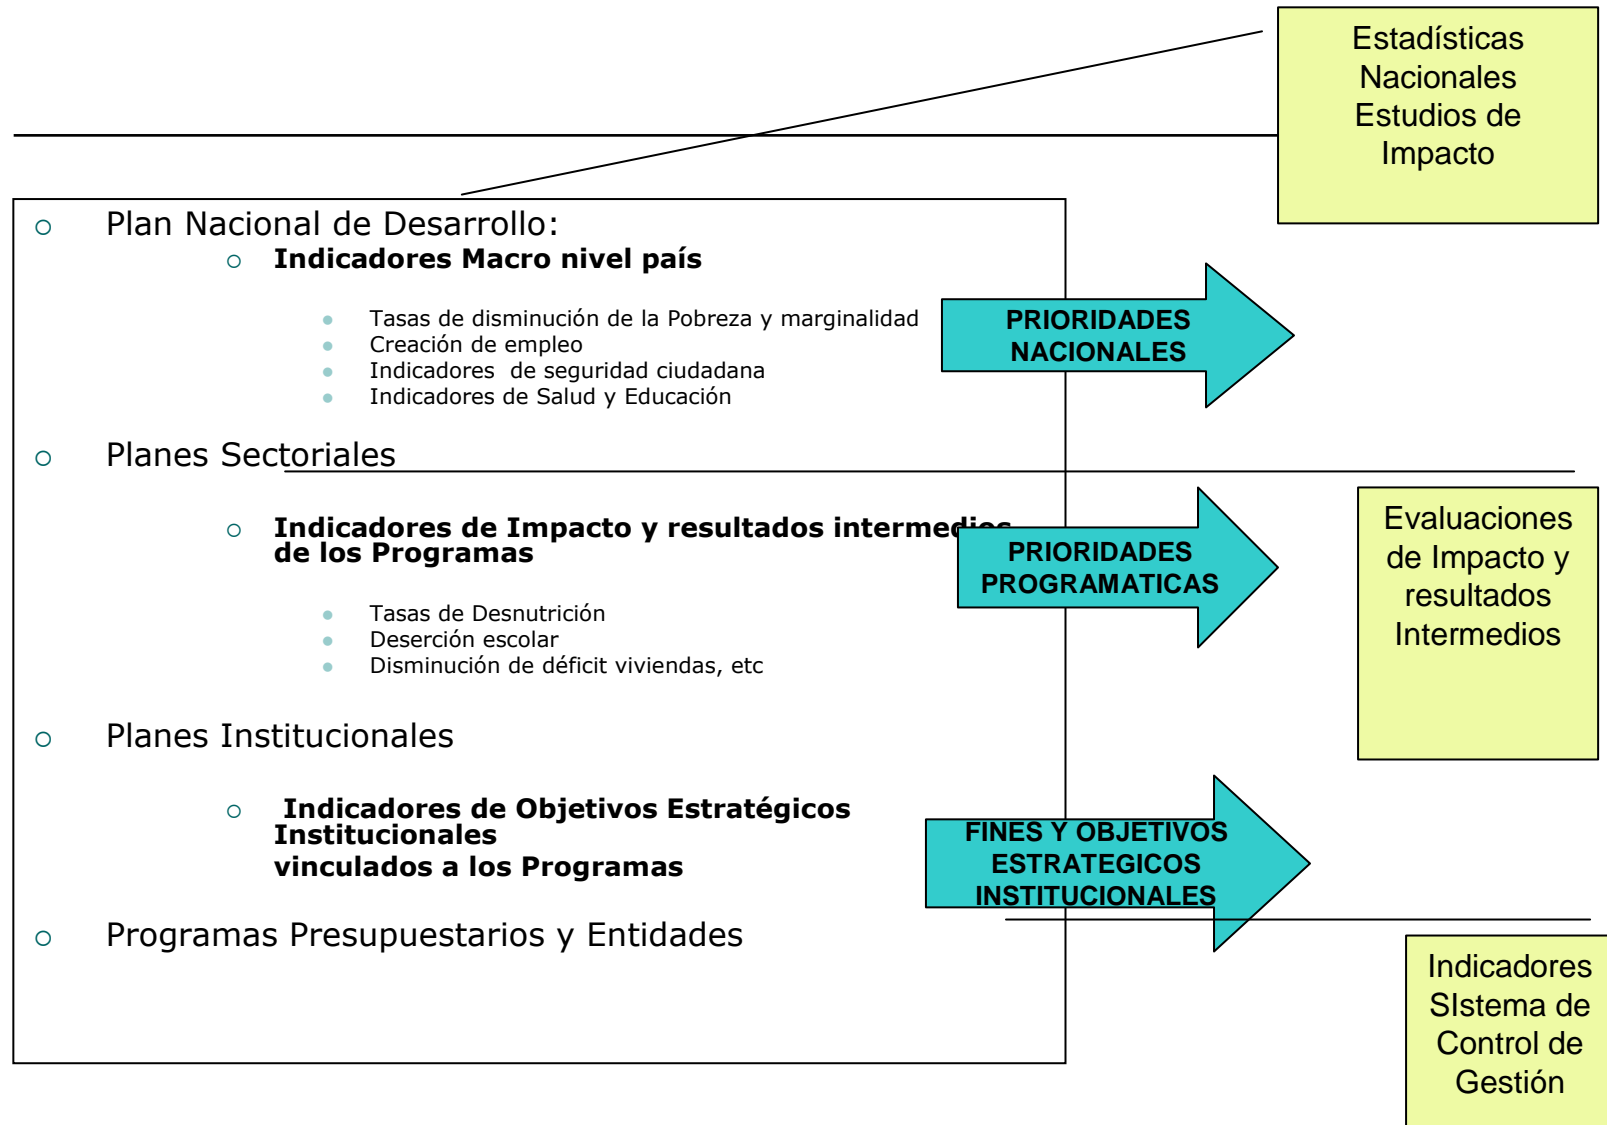 Estadísticas
Nacionales
Estudios de
Impacto
Plan Nacional de Desarrollo:
Indicadores Macro nivel país
Tasas de disminución de la Pobreza y marginalidad
Creación de empleo
Indicadores de seguridad ciudadana
Indicadores de Salud y Educación
PRIORIDADES
NACIONALES
Planes Sectoriales
Indicadores de Impacto y resultados intermedios
de los Programas
Tasas de Desnutrición
Deserción escolar
Disminución de déficit viviendas, etc
PRIORIDADES
PROGRAMATICAS
Evaluaciones
de Impacto y
resultados
Intermedios
Planes Institucionales
Indicadores de Objetivos Estratégicos
Institucionales
vinculados a los Programas
FINES Y OBJETIVOS
ESTRATEGICOS
INSTITUCIONALES
Programas Presupuestarios y Entidades
Indicadores
SIstema de
Control de
Gestión